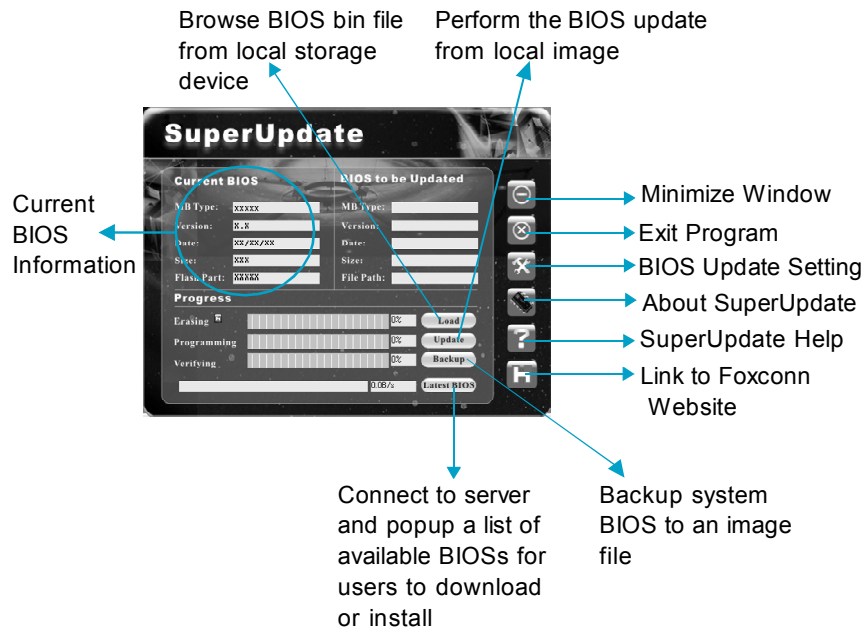 Browse BIOS bin file
from local storage
device
Perform the BIOS update
from local image
SuperUpdate
Current BIOS
BIOS to be Updated
MB Type: xxxxx
MB Type:
Version: X.X
Version:
Date: xx/xx/xx
Date:
Size: xxx
Size:
Flash Part: xxxxx
File Path:
Progress
Erasing 0% Load
Programming 0% Update
Verifying 0% Backup
0.0B/s Latest BIOS
Current
BIOS
Information
Minimize Window
Exit Program
BIOS Update Setting
About SuperUpdate
?
SuperUpdate Help
Link to Foxconn
Website
Connect to server
and popup a list of
available BIOSs for
users to download
or install
Backup system
BIOS to an image
file